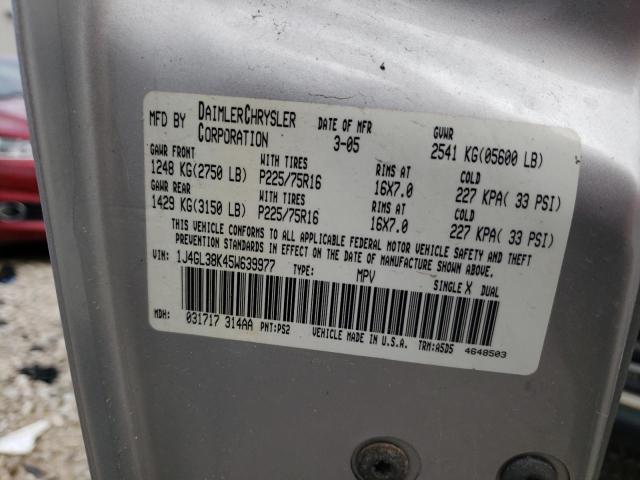 MFD BY DAIMLERCHRYSLER CORPORATION DATE OF MFR 3-05 GVWR 2541 KG(05600 LB)
GAWR FRONT WITH TIRES RIMS AT COLD
1248 KG(2750 LB) P225/75R16 16X7.0 227 KPA( 33 PSI)
GAWR REAR WITH TIRES RIMS AT COLD
1429 KG(3150 LB) P225/75R16 16X7.0 227 KPA( 33 PSI)
THIS VEHICLE CONFORMS TO ALL APPLICABLE FEDERAL MOTOR VEHICLE SAFETY AND THEFT
PREVENTION STANDARDS IN EFFECT ON THE DATE OF MANUFACTURE SHOWN ABOVE.
VIN: 1J4GL38K45W639977 TYPE: MPV SINGLE X DUAL
MDH: 031717 314AA PNT:PS2 VEHICLE MADE IN U.S.A. TRM:A5D5 4648503